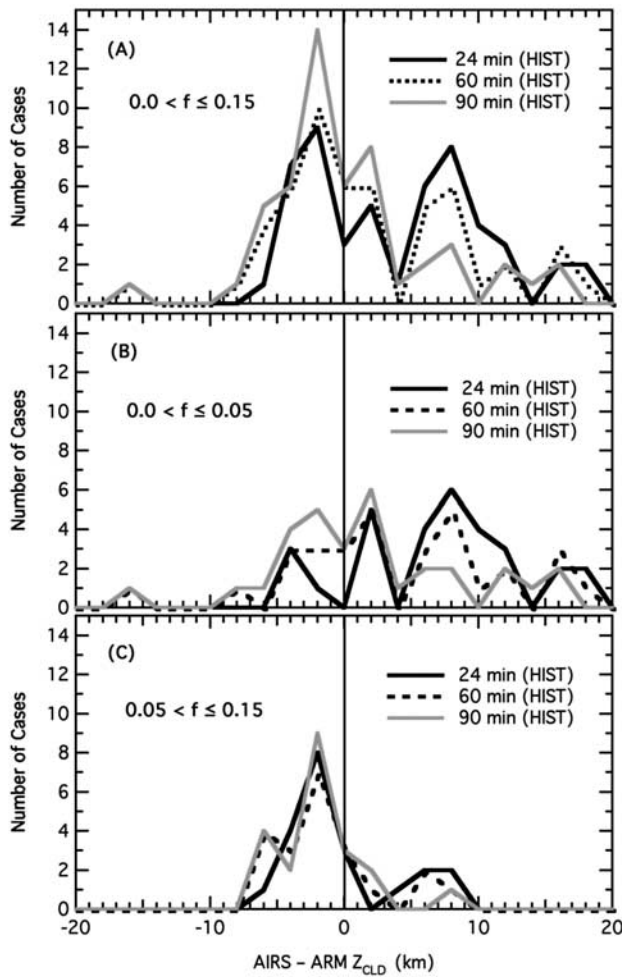 14
12
10
8
6
4
2
0
Number of Cases
(A)
0.0 < f ≤ 0.15
24 min (HIST)
60 min (HIST)
90 min (HIST)
14
12
10
8
6
4
2
0
Number of Cases
(B)
0.0 < f ≤ 0.05
24 min (HIST)
60 min (HIST)
90 min (HIST)
14
12
10
8
6
4
2
0
Number of Cases
(C)
0.05 < f ≤ 0.15
24 min (HIST)
60 min (HIST)
90 min (HIST)
-20 -10 0 10 20
AIRS – ARM Z_CLD (km)